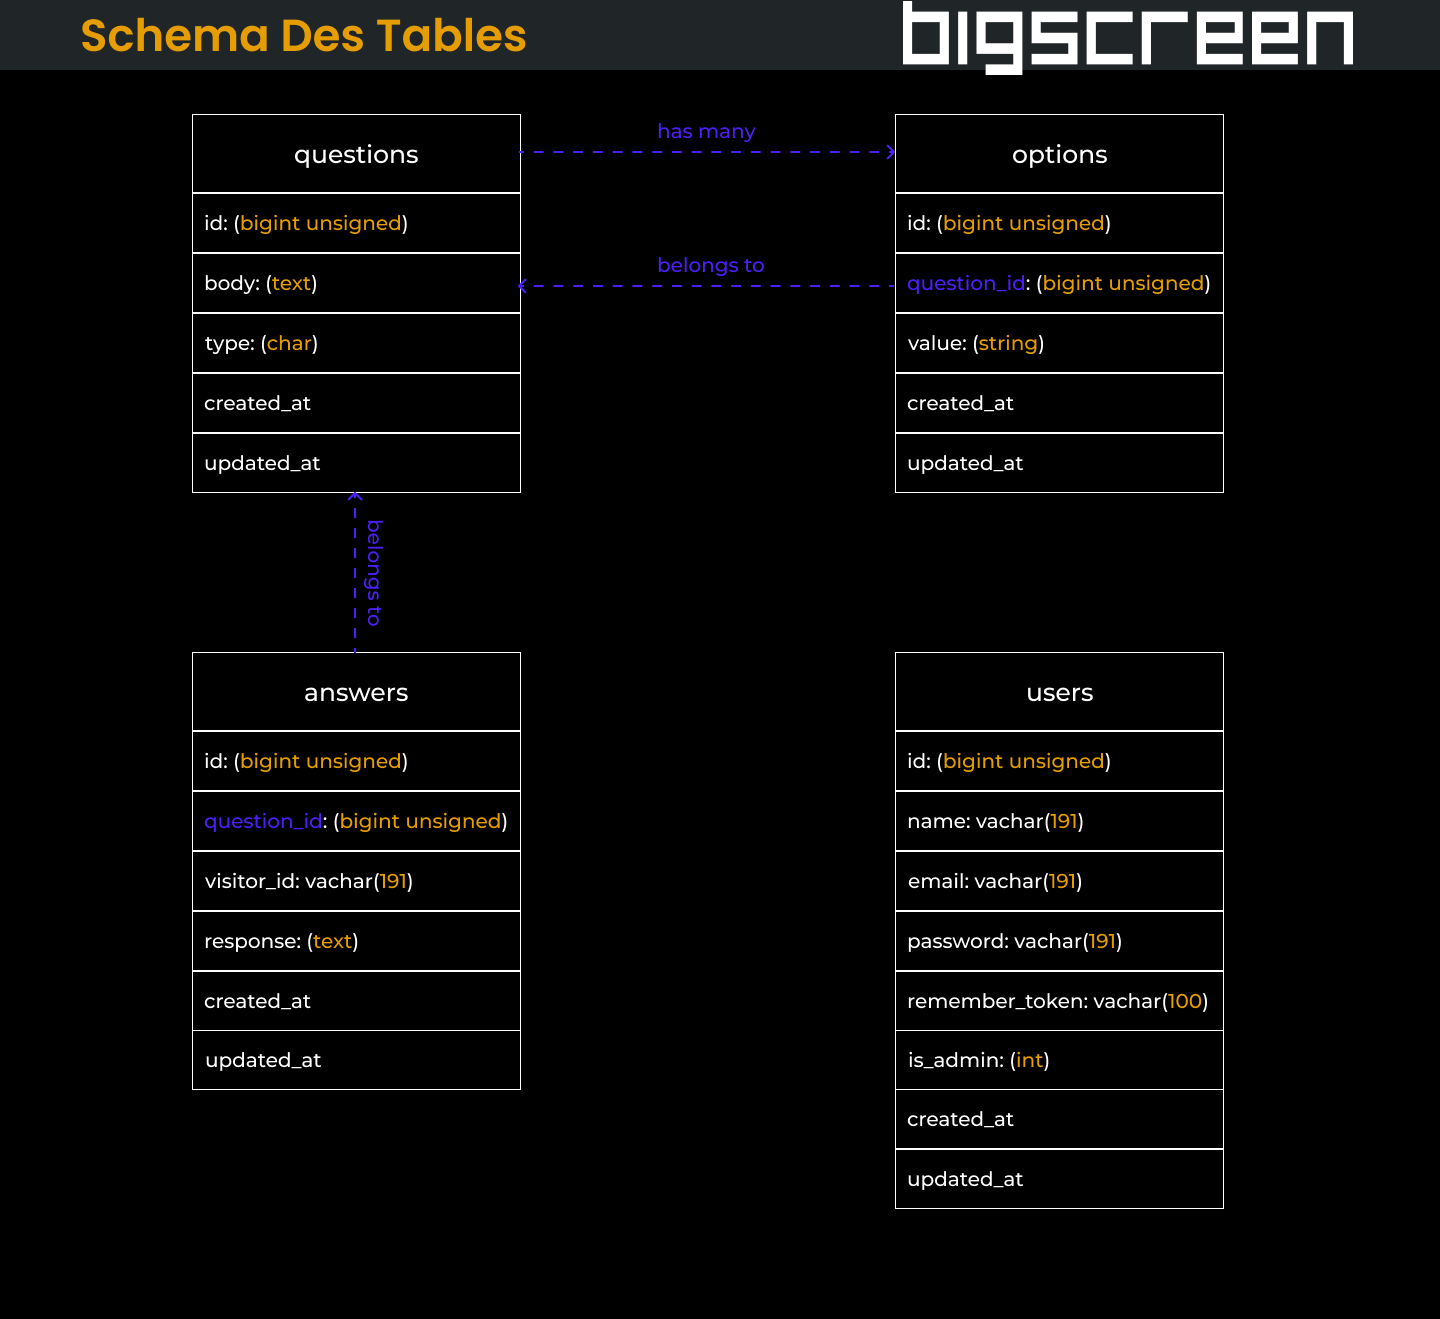 Schema Des Tables
bigscreen
questions
id: (bigint unsigned)
body: (text)
type: (char)
created_at
updated_at
has many
belongs to
options
id: (bigint unsigned)
question_id: (bigint unsigned)
value: (string)
created_at
updated_at
belongs to
answers
id: (bigint unsigned)
question_id: (bigint unsigned)
visitor_id: vachar(191)
response: (text)
created_at
updated_at
users
id: (bigint unsigned)
name: vachar(191)
email: vachar(191)
password: vachar(191)
remember_token: vachar(100)
is_admin: (int)
created_at
updated_at